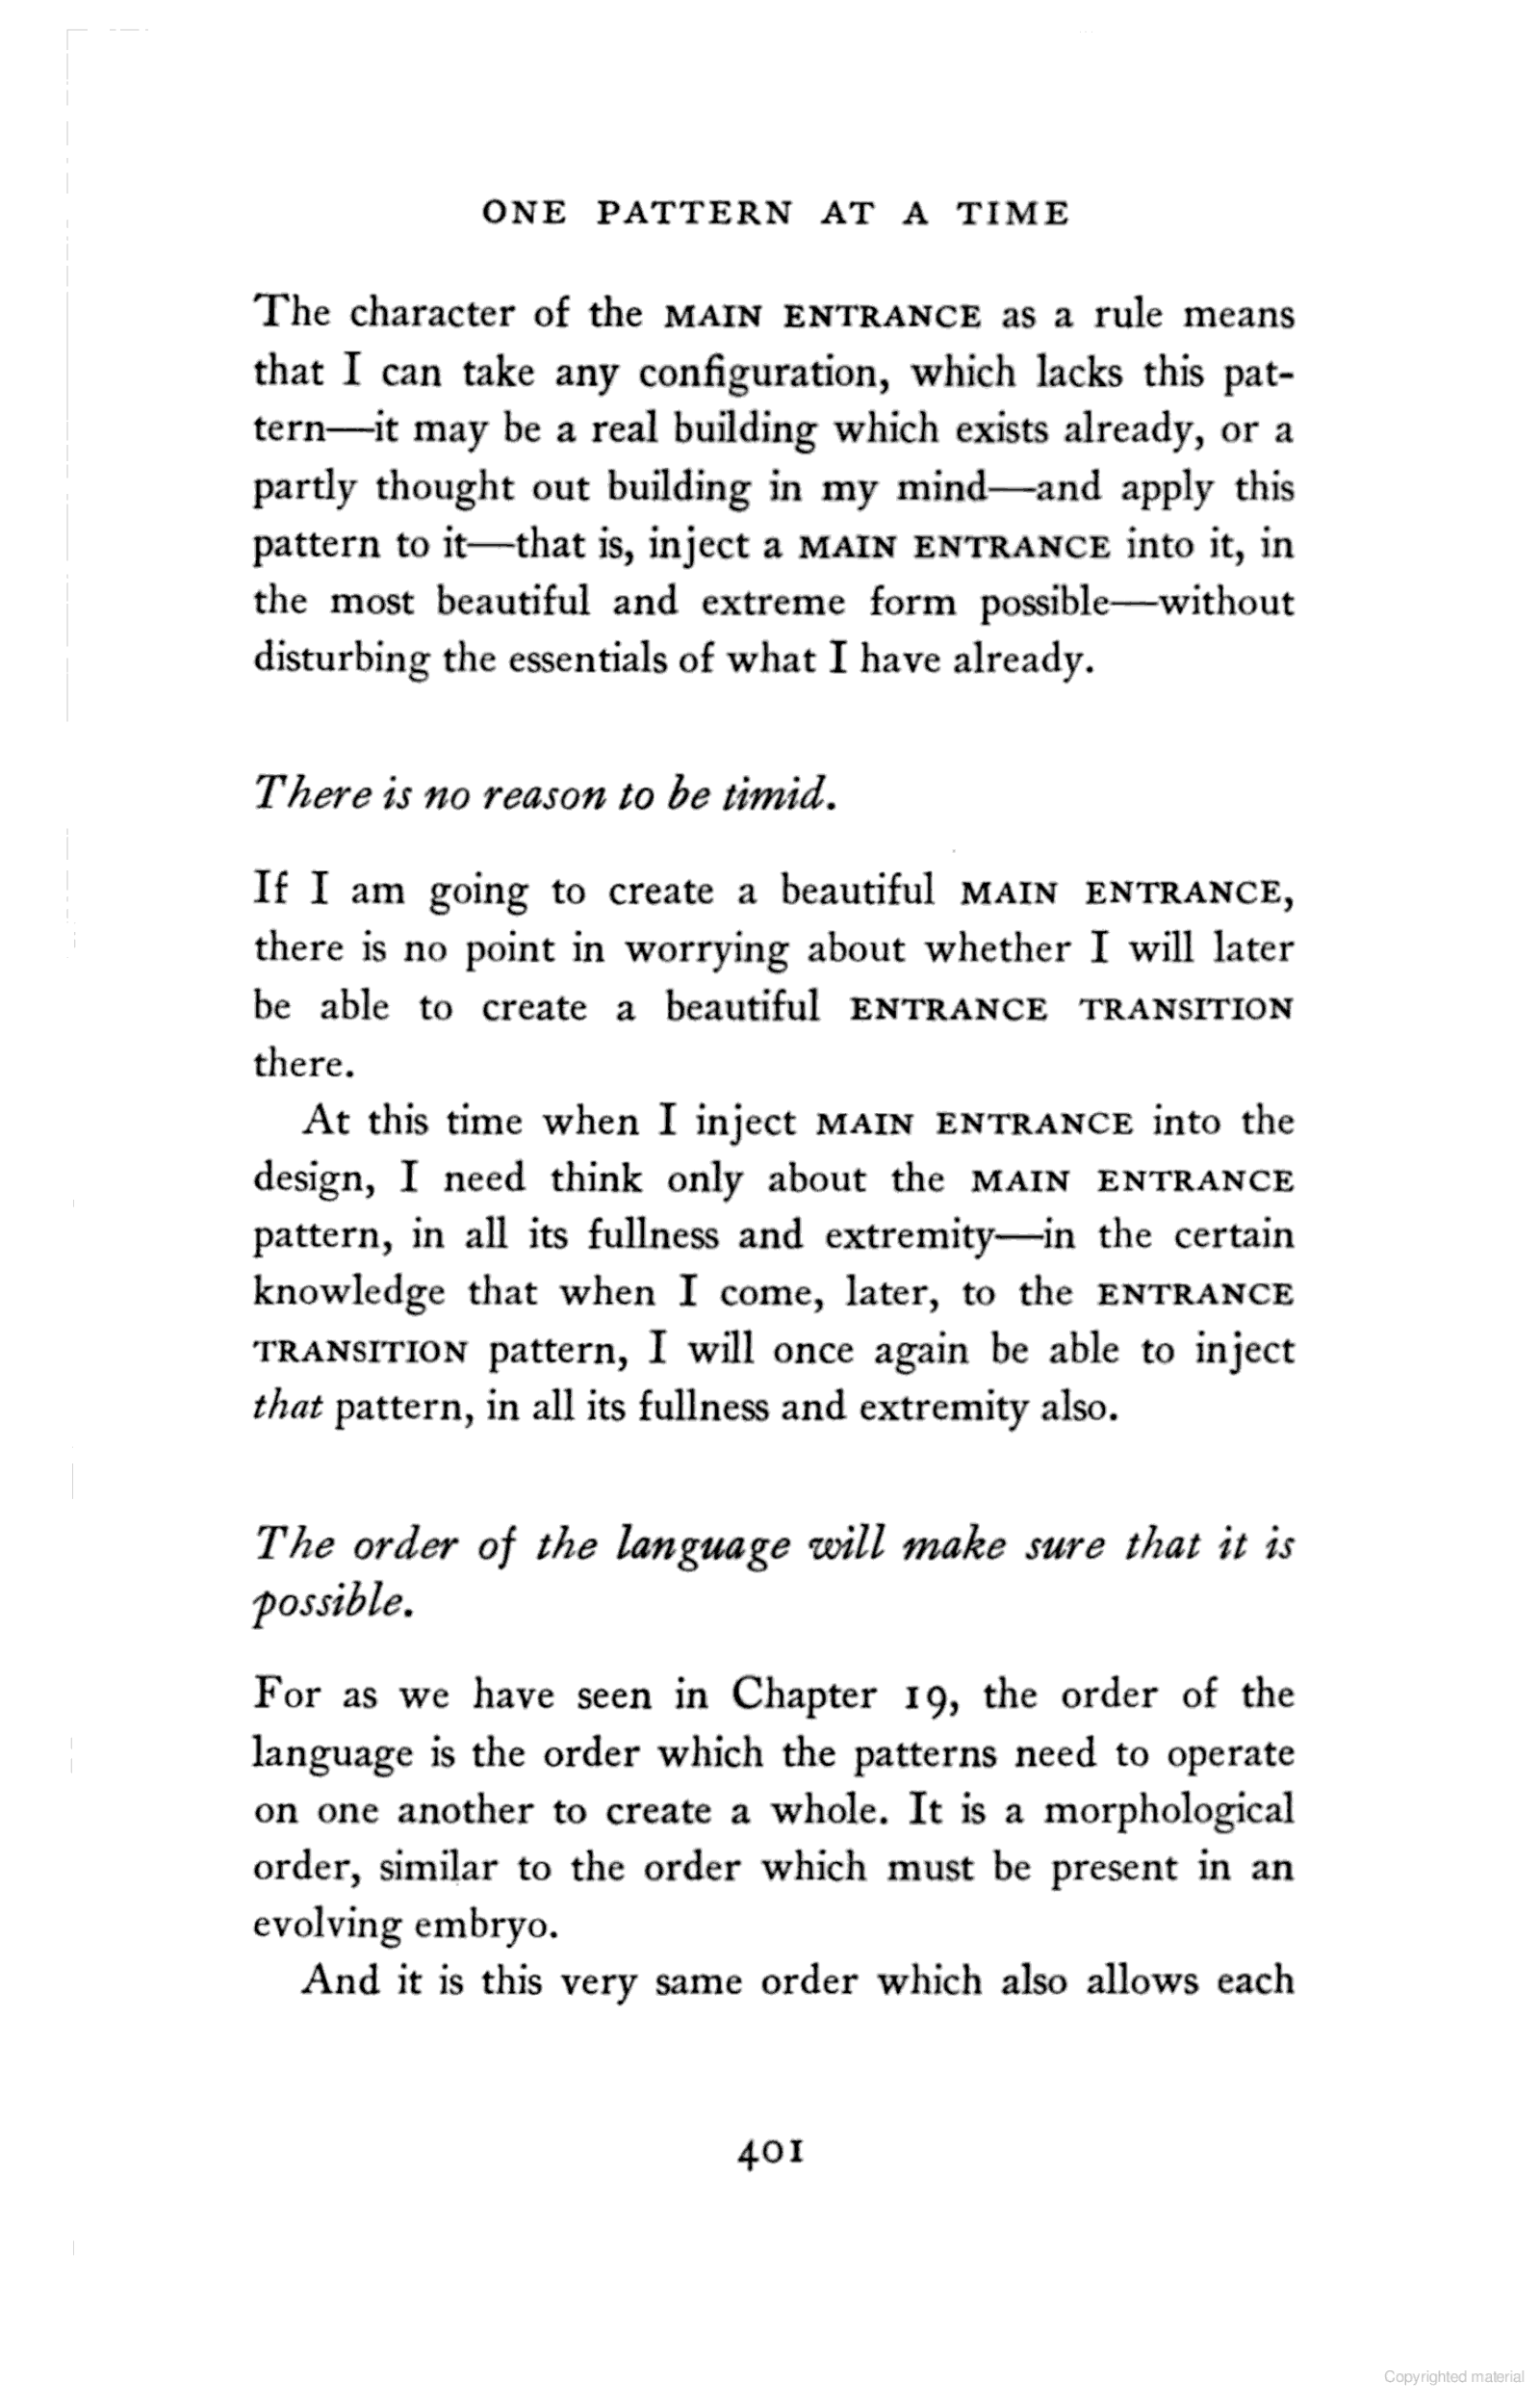 ONE PATTERN AT A TIME
The character of the MAIN ENTRANCE as a rule means
that I can take any configuration, which lacks this pat-
tern—it may be a real building which exists already, or a
partly thought out building in my mind—and apply this
pattern to it—that is, inject a MAIN ENTRANCE into it, in
the most beautiful and extreme form possible—without
disturbing the essentials of what I have already.
There is no reason to be timid.
If I am going to create a beautiful MAIN ENTRANCE,
there is no point in worrying about whether I will later
be able to create a beautiful ENTRANCE TRANSITION
there.
At this time when I inject MAIN ENTRANCE into the
design, I need think only about the MAIN ENTRANCE
pattern, in all its fullness and extremity—in the certain
knowledge that when I come, later, to the ENTRANCE
TRANSITION pattern, I will once again be able to inject
that pattern, in all its fullness and extremity also.
The order of the language will make sure that it is
possible.
For as we have seen in Chapter 19, the order of the
language is the order which the patterns need to operate
on one another to create a whole. It is a morphological
order, similar to the order which must be present in an
evolving embryo.
And it is this very same order which also allows each
401
Copyrighted material